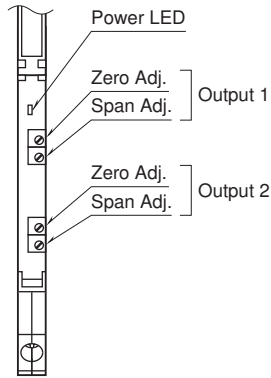 Power LED
Zero Adj.
Span Adj.
Output 1
Zero Adj.
Span Adj.
Output 2